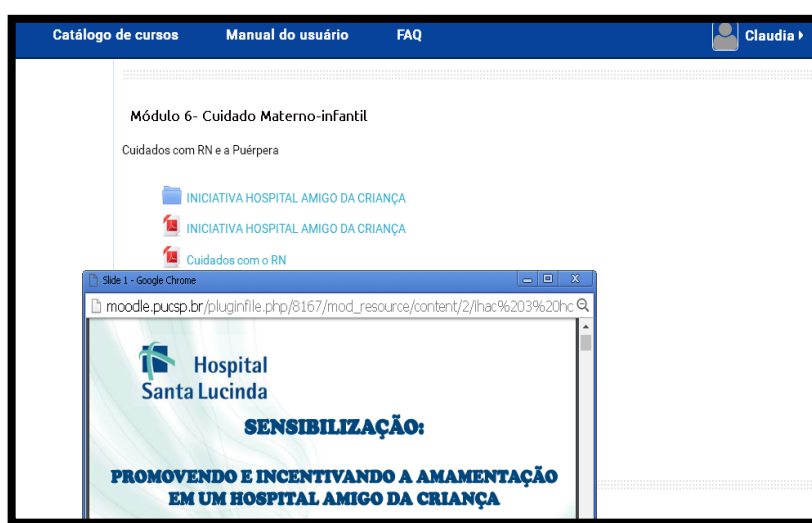 Catálogo de cursos Manual do usuário FAQ Claudia
Módulo 6- Cuidado Materno-infantil
Cuidados com RN e a Puérpera
INICIATIVA HOSPITAL AMIGO DA CRIANÇA
INICIATIVA HOSPITAL AMIGO DA CRIANÇA
Cuidados com o RN
Slide 1 - Google Chrome
moodle.pucsp.br/pluginfile.php/8167/mod_resource/content/2/ihac%203%20hc
Hospital
Santa Lucinda
SENSIBILIZAÇÃO:
PROMOVENDO E INCENTIVANDO A AMAMENTAÇÃO
EM UM HOSPITAL AMIGO DA CRIANÇA